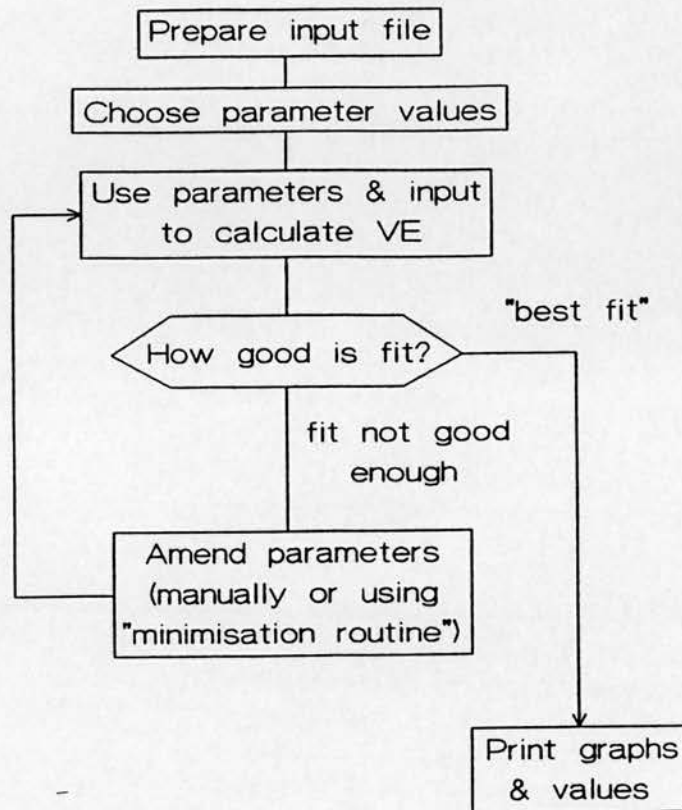 Prepare input file
Choose parameter values
Use parameters & input
to calculate VE
"best fit"
How good is fit?
fit not good
enough
Amend parameters
(manually or using
"minimisation routine")
Print graphs
& values